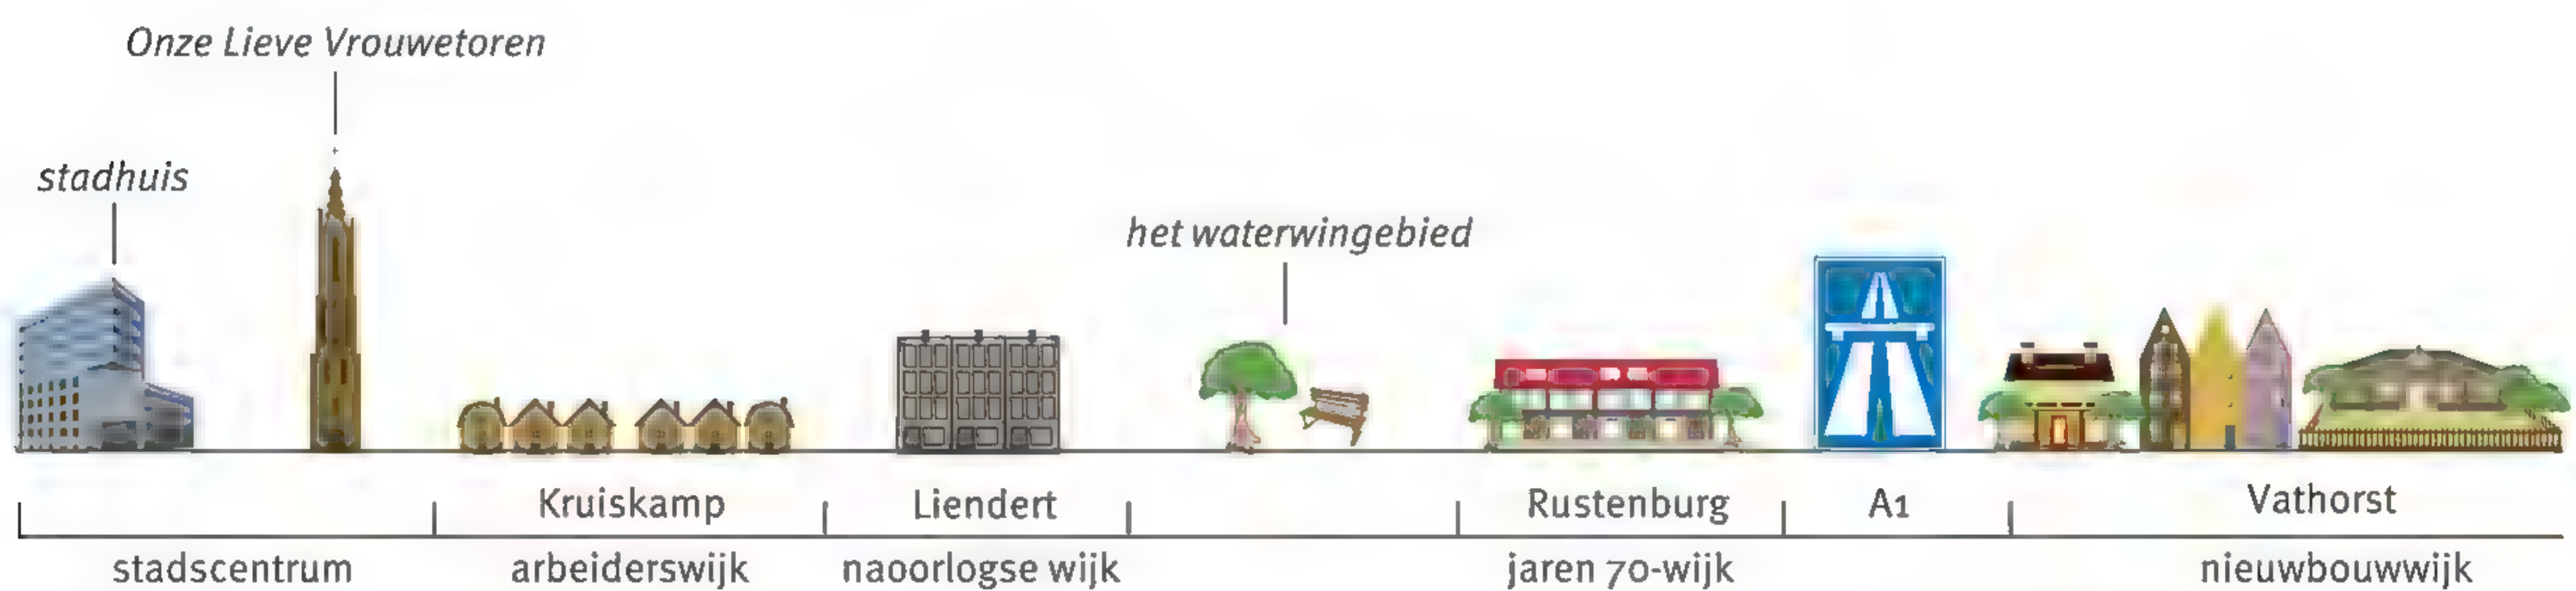 Onze Lieve Vrouwetoren
stadhuis
het waterwingebied
Kruiskamp
Liendert
Rustenburg
A1
Vathorst
stadscentrum
arbeiderswijk
naoorlogse wijk
jaren 70-wijk
nieuwbouwwijk